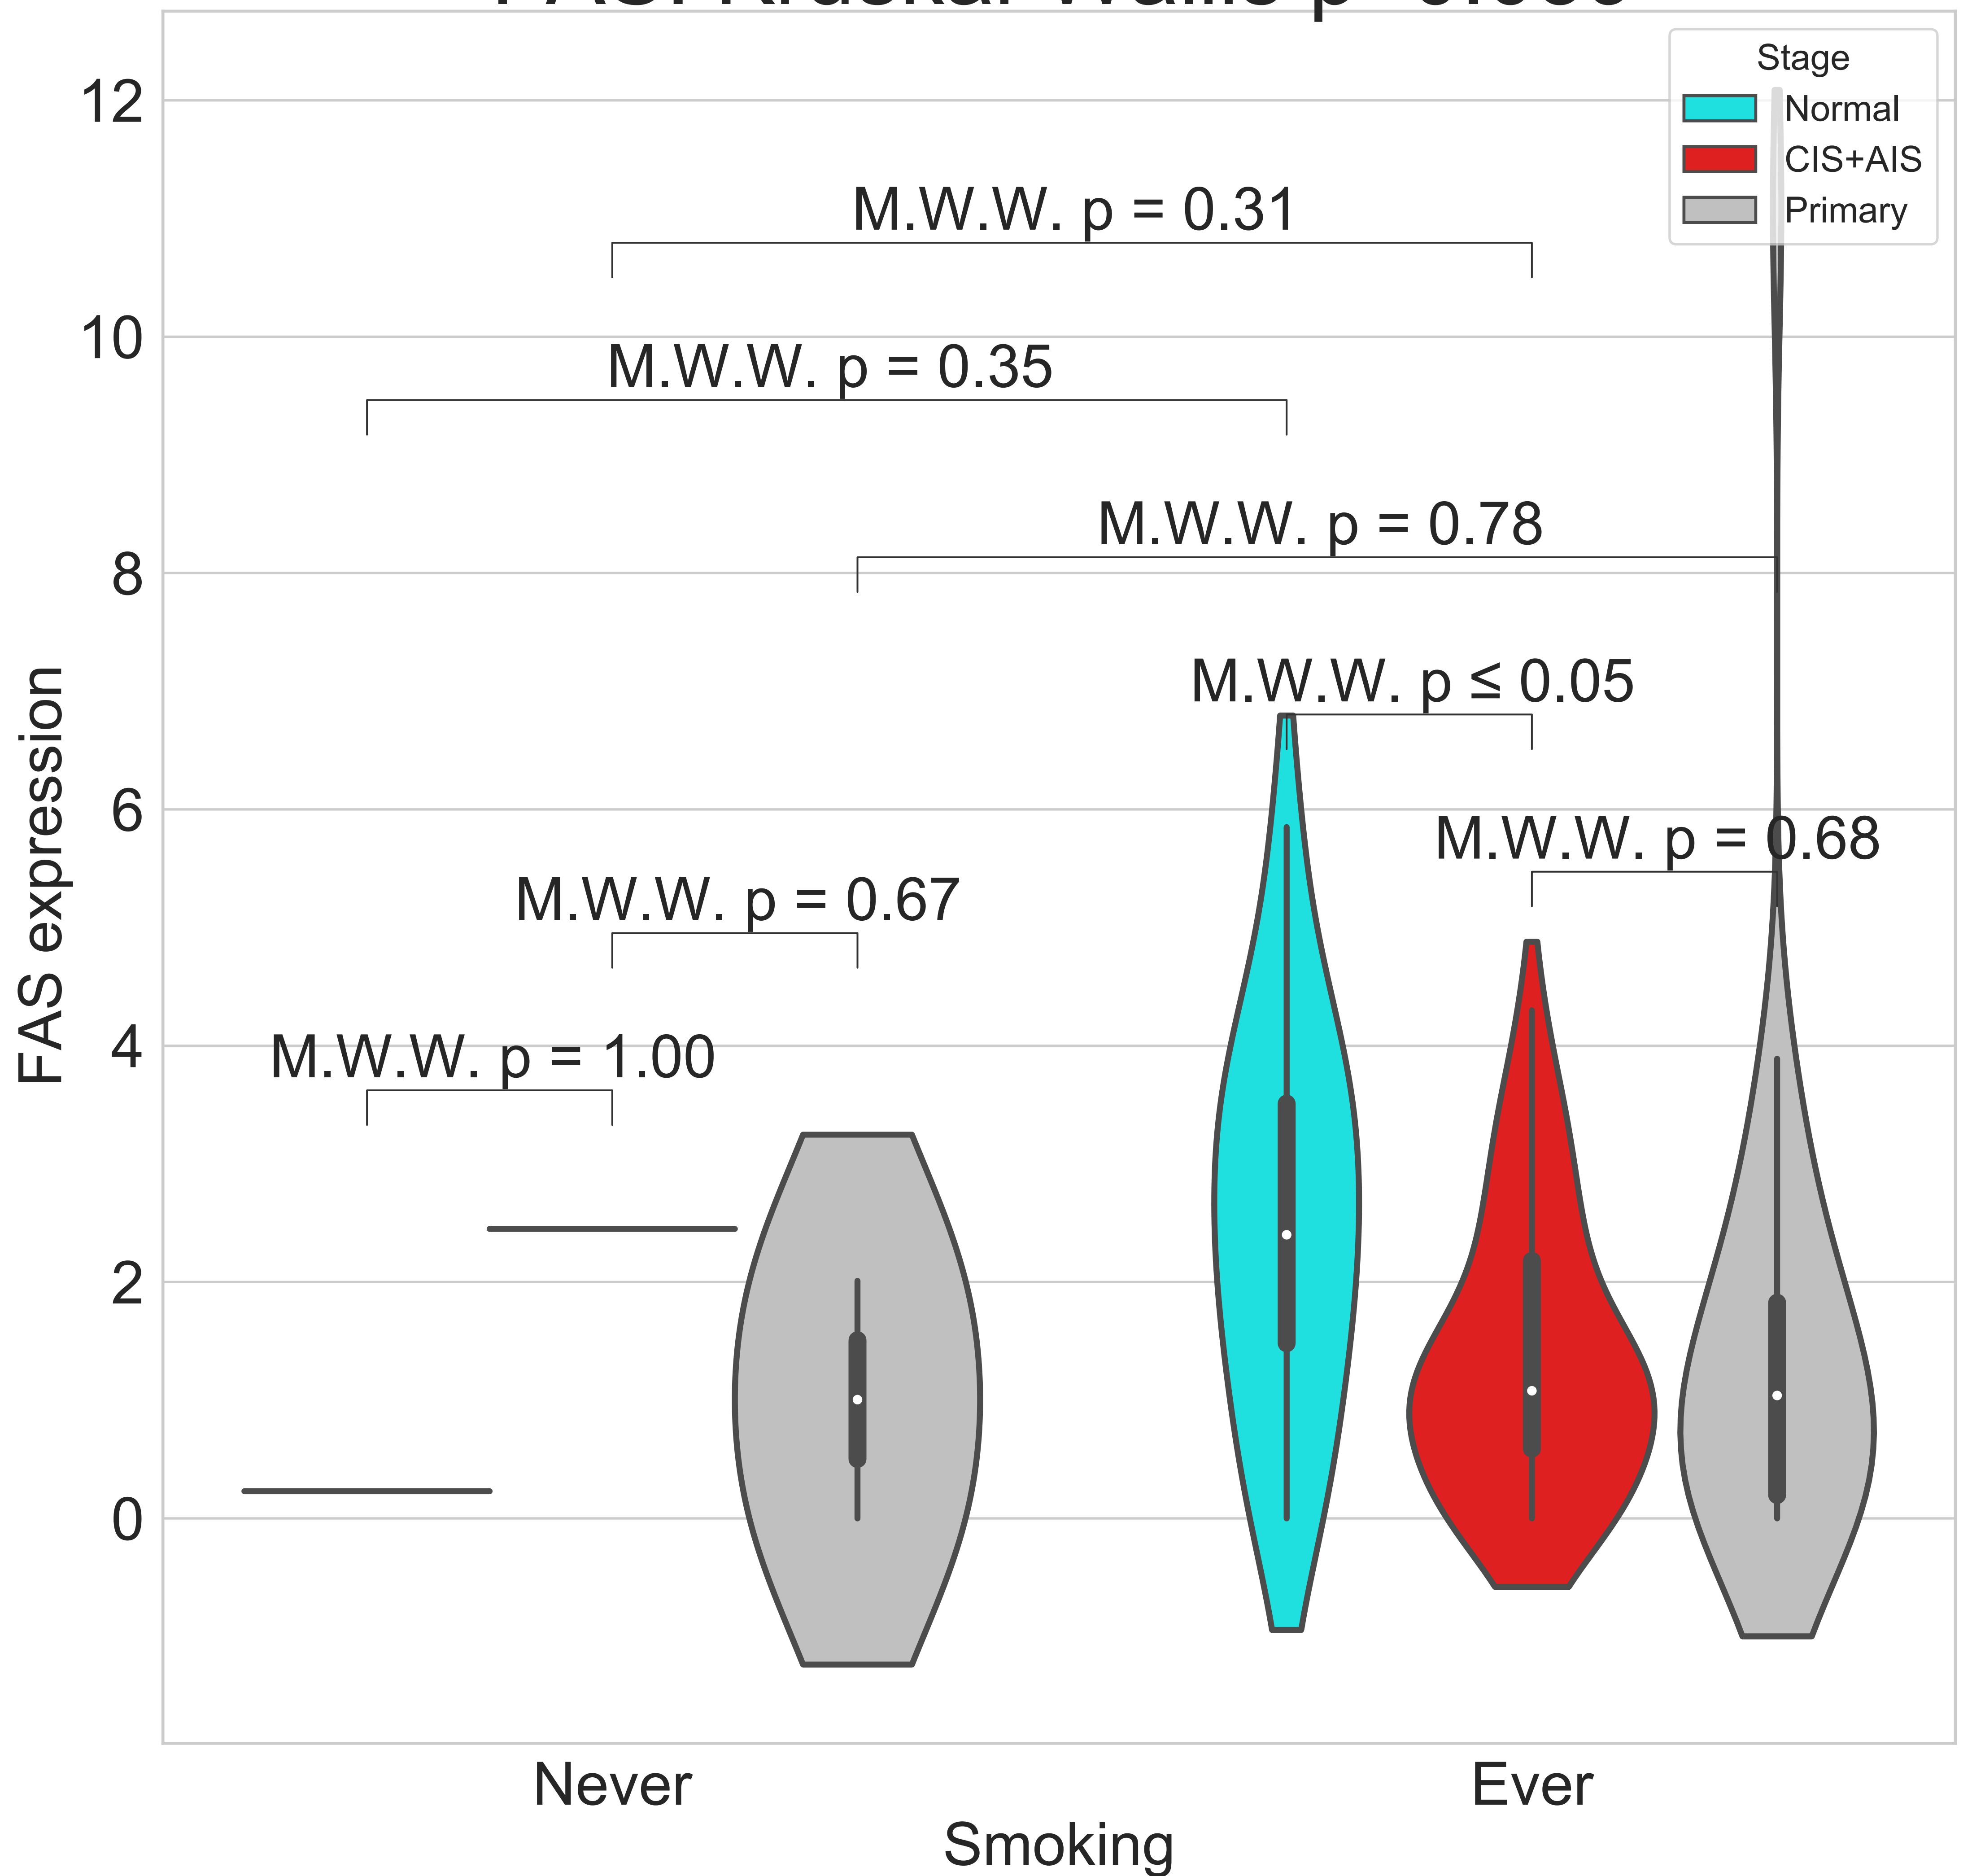 Stage
Normal
CIS+AIS
Primary
12
10
8
6
4
2
0
FAS expression
M.W.W. p = 0.31
M.W.W. p = 0.35
M.W.W. p = 0.78
M.W.W. p ≤ 0.05
M.W.W. p = 0.68
M.W.W. p = 0.67
M.W.W. p = 1.00
Never
Ever
Smoking